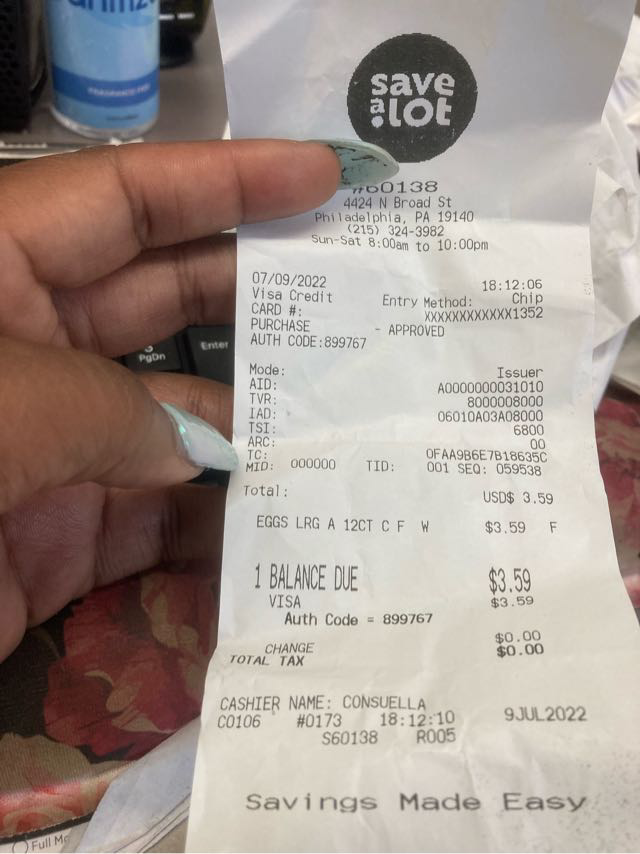 FRAGRANCE FREE
save
a
lot
#60138
4424 N Broad St
Philadelphia, PA 19140
(215) 324-3982
Sun-Sat 8:00am to 10:00pm
07/09/2022 18:12:06
Visa Credit Entry Method: Chip
CARD #: XXXXXXXXXXXX1352
PURCHASE - APPROVED
AUTH CODE:899767
Mode: Issuer
AID: A0000000031010
TVR: 8000008000
IAD: 06010A03A08000
TSI: 6800
ARC: 00
TC: 0FAA9B6E7B18635C
MID: 000000 TID: 001 SEQ: 059538
Total: USD$ 3.59
EGGS LRG A 12CT C F W $3.59 F
1 BALANCE DUE $3.59
VISA $3.59
Auth Code = 899767
CHANGE $0.00
TOTAL TAX $0.00
CASHIER NAME: CONSUELLA
C0106 #0173 18:12:10 9JUL2022
S60138 R005
Savings Made Easy
3
PgDn
Enter
Full